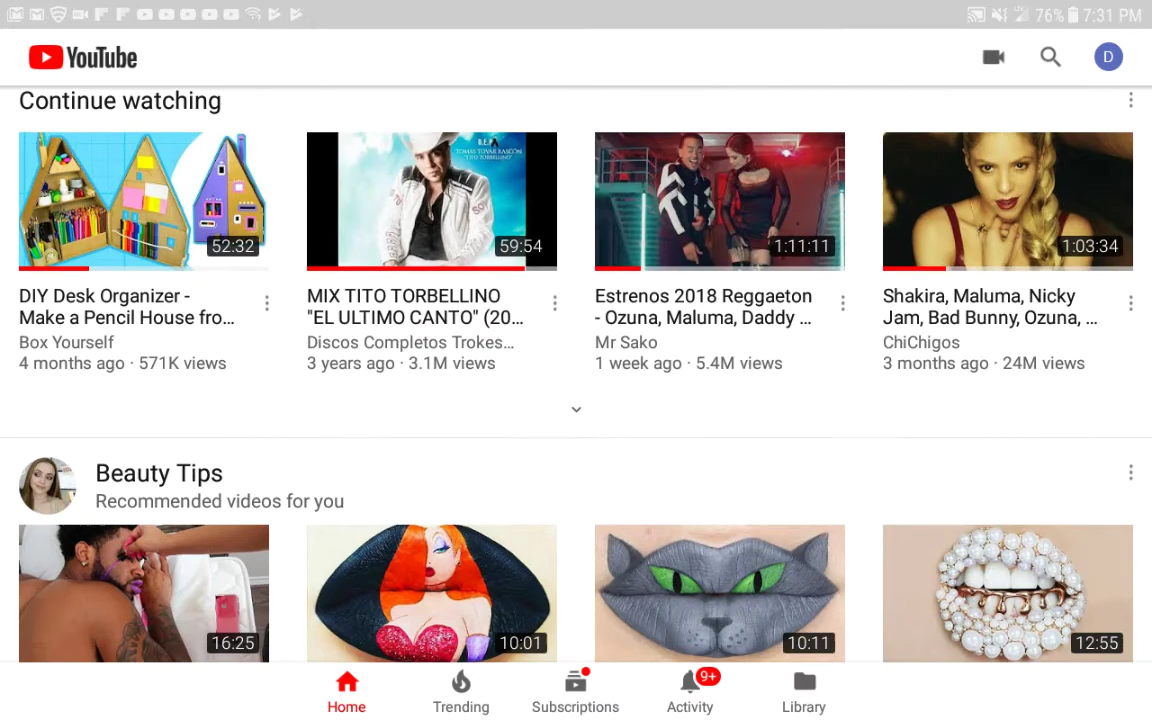 76% 7:31 PM
YouTube
D
Continue watching
52:32
59:54
1:11:11
1:03:34
DIY Desk Organizer -
Make a Pencil House fro...
Box Yourself
4 months ago · 571K views
MIX TITO TORBELLINO
"EL ULTIMO CANTO" (20...
Discos Completos Trokes...
3 years ago · 3.1M views
Estrenos 2018 Reggaeton
- Ozuna, Maluma, Daddy ...
Mr Sako
1 week ago · 5.4M views
Shakira, Maluma, Nicky
Jam, Bad Bunny, Ozuna, ...
ChiChigos
3 months ago · 24M views
Beauty Tips
Recommended videos for you
16:25
10:01
10:11
12:55
9+
Home
Trending
Subscriptions
Activity
Library